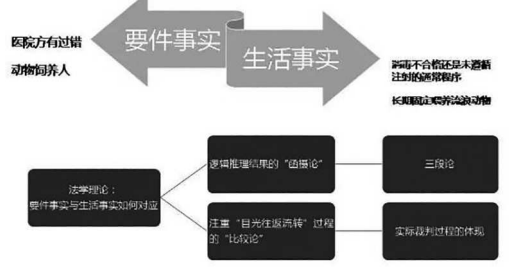 医院方有过错
动物饲养人
要件事实
生活事实
消毒不合格还是未遵循
注射的通常程序
长期固定喂养流浪动物
法学理论：
要件事实与生活事实如何对应
逻辑推理结果的“涵摄论”
三段论
注重“目光往返流转”过程
的“比较论”
实际裁判过程的体现